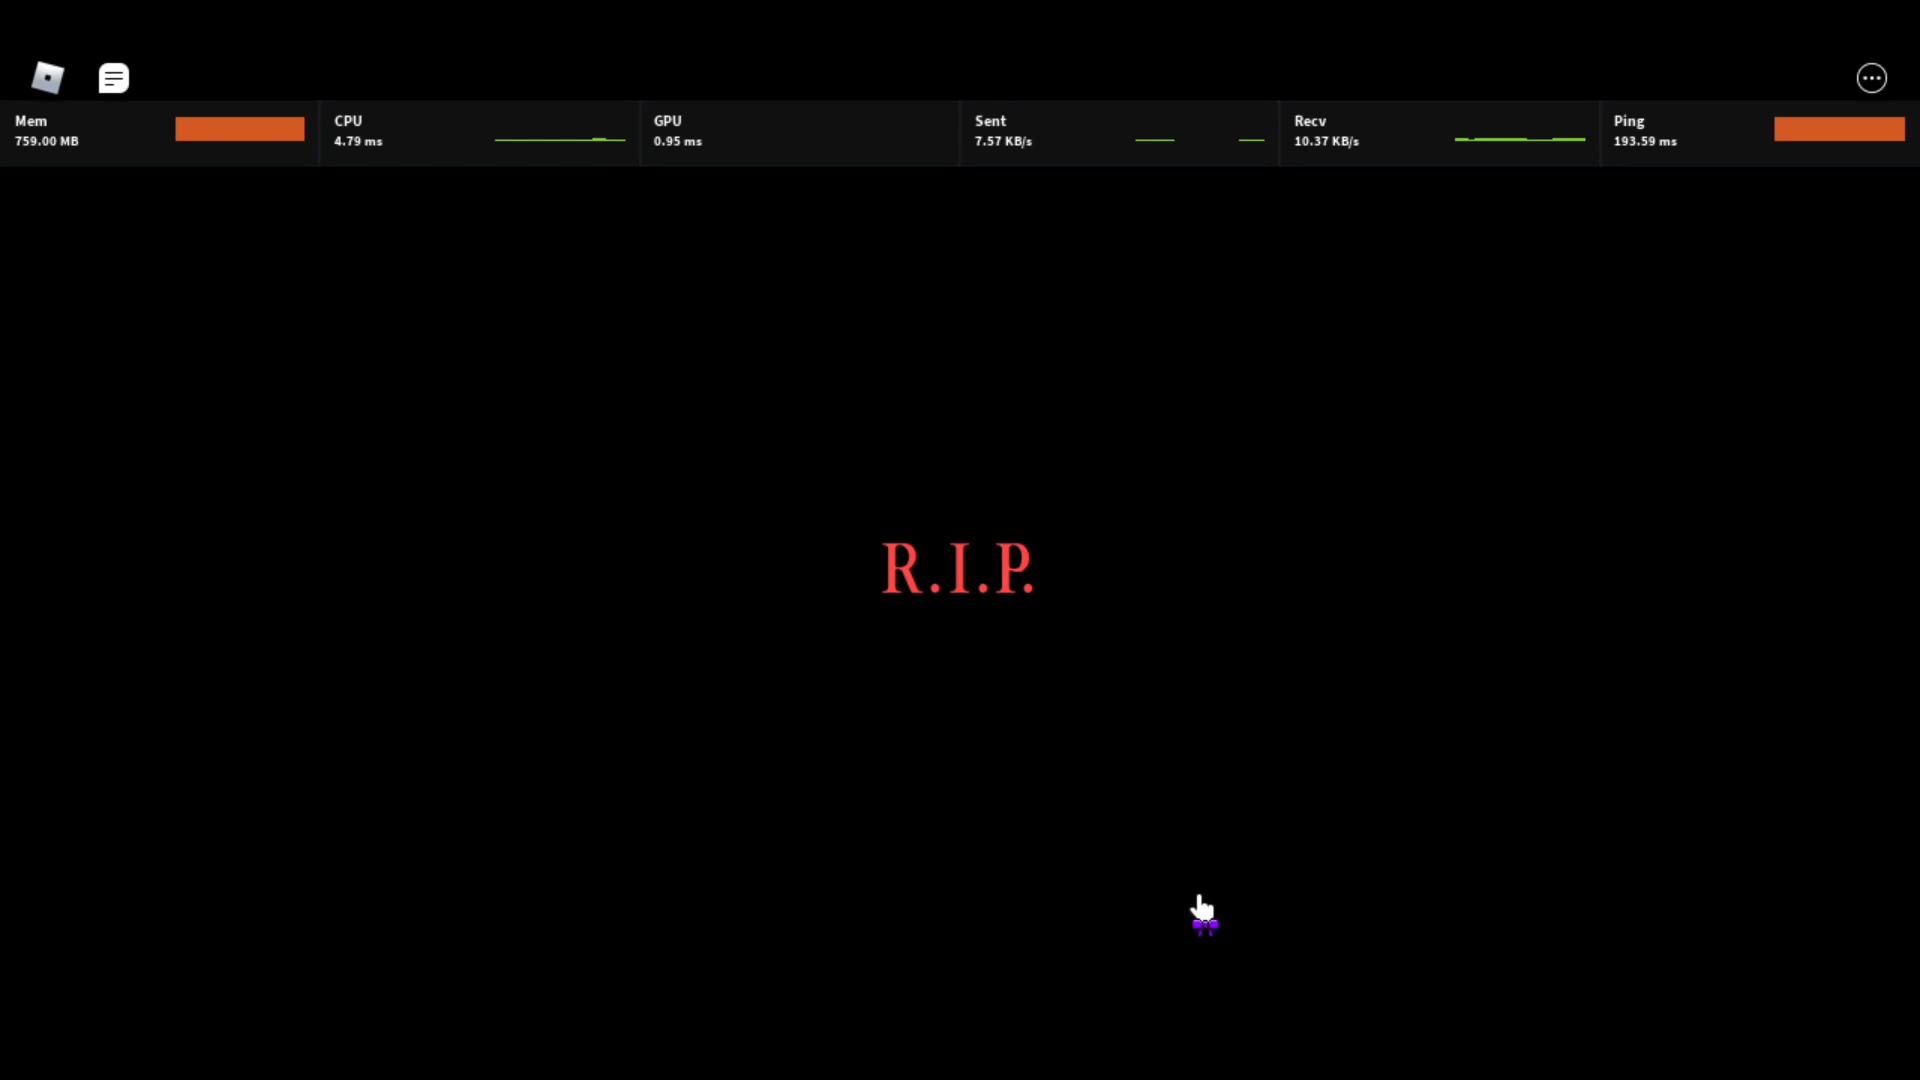 Mem
759.00 MB
CPU
4.79 ms
GPU
0.95 ms
Sent
7.57 KB/s
Recv
10.37 KB/s
Ping
193.59 ms
R.I.P.